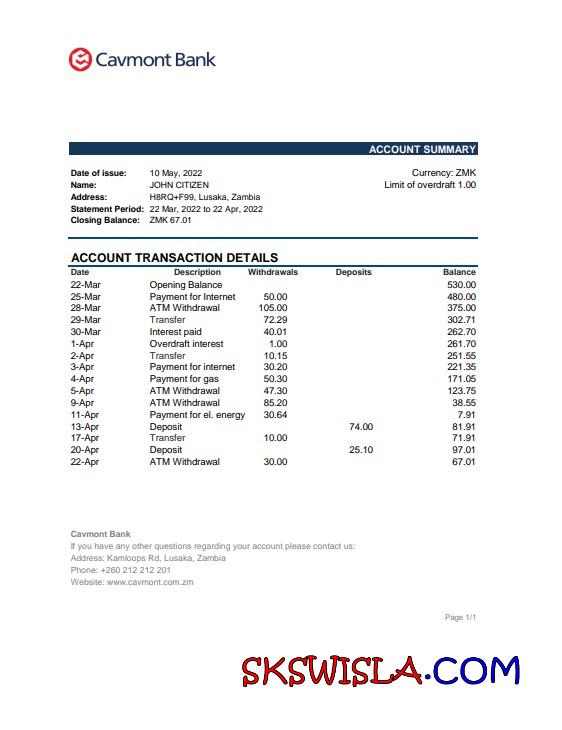 Cavmont Bank
ACCOUNT SUMMARY
Date of issue: 10 May, 2022 Currency: ZMK
Name: JOHN CITIZEN Limit of overdraft 1.00
Address: H8RQ+F99, Lusaka, Zambia
Statement Period: 22 Mar, 2022 to 22 Apr, 2022
Closing Balance: ZMK 67.01
ACCOUNT TRANSACTION DETAILS
Date Description Withdrawals Deposits Balance
22-Mar Opening Balance 530.00
25-Mar Payment for Internet 50.00 480.00
28-Mar ATM Withdrawal 105.00 375.00
29-Mar Transfer 72.29 302.71
30-Mar Interest paid 40.01 262.70
1-Apr Overdraft interest 1.00 261.70
2-Apr Transfer 10.15 251.55
3-Apr Payment for internet 30.20 221.35
4-Apr Payment for gas 50.30 171.05
5-Apr ATM Withdrawal 47.30 123.75
9-Apr ATM Withdrawal 85.20 38.55
11-Apr Payment for el. energy 30.64 7.91
13-Apr Deposit 74.00 81.91
17-Apr Transfer 10.00 71.91
20-Apr Deposit 25.10 97.01
22-Apr ATM Withdrawal 30.00 67.01
Cavmont Bank
If you have any other questions regarding your account please contact us:
Address: Kamloops Rd, Lusaka, Zambia
Phone: +260 212 212 201
Website: www.cavmont.com.zm
Page 1/1
SKSWISLA.COM